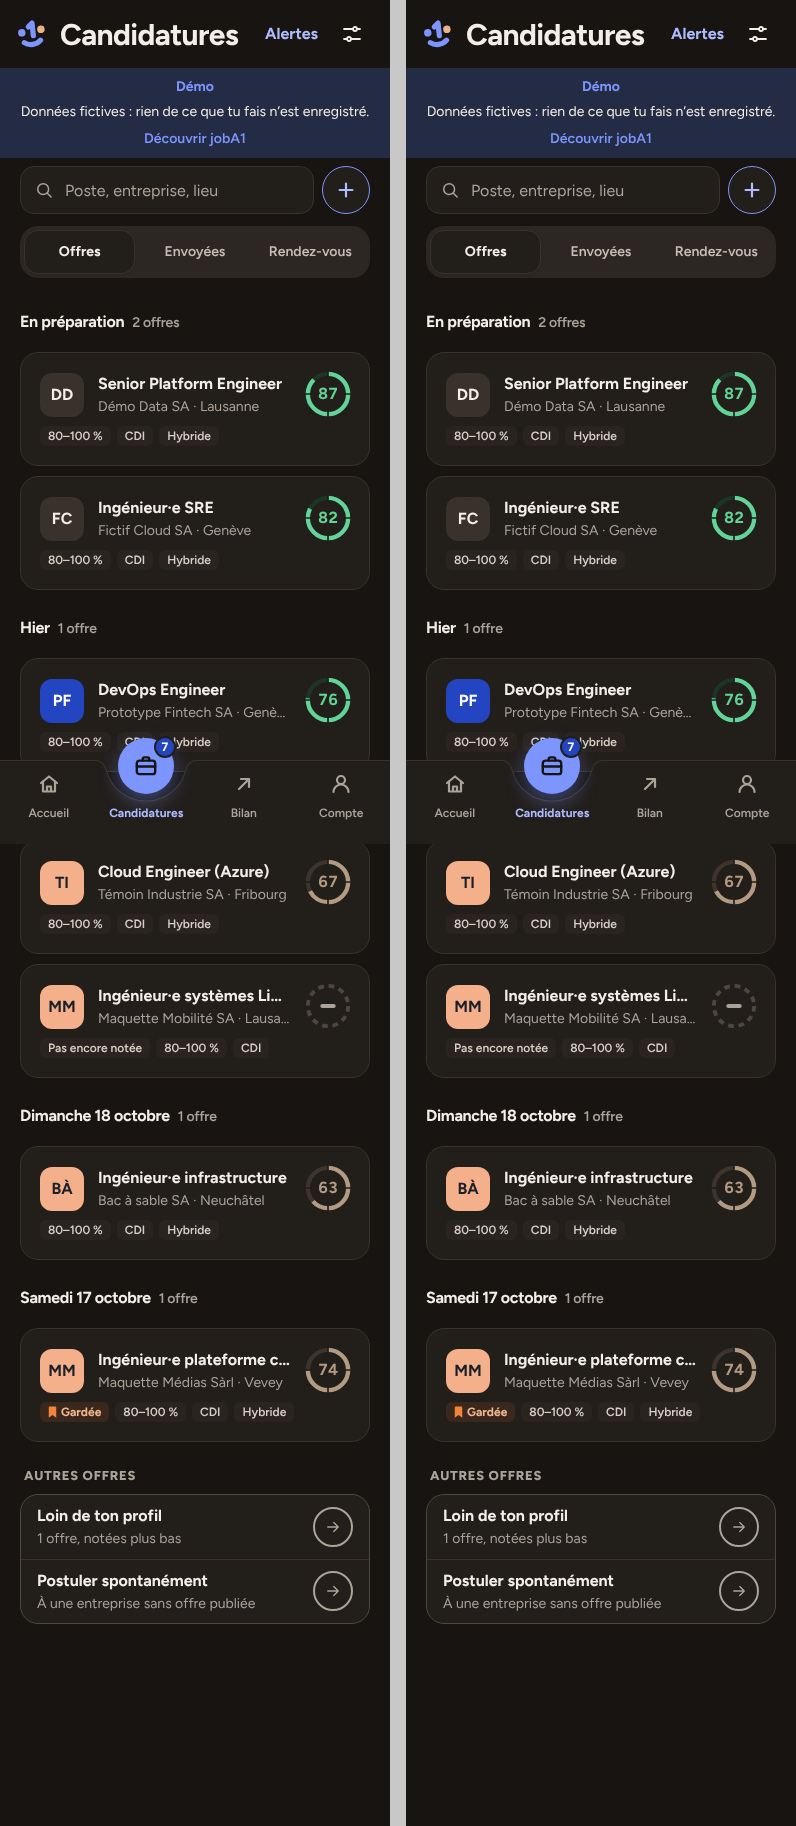 Candidatures Alertes
Démo
Données fictives : rien de ce que tu fais n'est enregistré.
Découvrir jobA1
Poste, entreprise, lieu
Offres Envoyées Rendez-vous
En préparation 2 offres
DD Senior Platform Engineer 87
Démo Data SA · Lausanne
80–100 % CDI Hybride
FC Ingénieur·e SRE 82
Fictif Cloud SA · Genève
80–100 % CDI Hybride
Hier 1 offre
PF DevOps Engineer 76
Prototype Fintech SA · Genè...
80–100 %
7
Accueil Candidatures Bilan Compte
TI Cloud Engineer (Azure) 67
Témoin Industrie SA · Fribourg
80–100 % CDI Hybride
MM Ingénieur·e systèmes Li...
Maquette Mobilité SA · Lausa...
Pas encore notée 80–100 % CDI
Dimanche 18 octobre 1 offre
BÀ Ingénieur·e infrastructure 63
Bac à sable SA · Neuchâtel
80–100 % CDI Hybride
Samedi 17 octobre 1 offre
MM Ingénieur·e plateforme c... 74
Maquette Médias Sàrl · Vevey
Gardée 80–100 % CDI Hybride
AUTRES OFFRES
Loin de ton profil
1 offre, notées plus bas
Postuler spontanément
À une entreprise sans offre publiée
Candidatures Alertes
Démo
Données fictives : rien de ce que tu fais n'est enregistré.
Découvrir jobA1
Poste, entreprise, lieu
Offres Envoyées Rendez-vous
En préparation 2 offres
DD Senior Platform Engineer 87
Démo Data SA · Lausanne
80–100 % CDI Hybride
FC Ingénieur·e SRE 82
Fictif Cloud SA · Genève
80–100 % CDI Hybride
Hier 1 offre
PF DevOps Engineer 76
Prototype Fintech SA · Genè...
80–100 %
7
Accueil Candidatures Bilan Compte
TI Cloud Engineer (Azure) 67
Témoin Industrie SA · Fribourg
80–100 % CDI Hybride
MM Ingénieur·e systèmes Li...
Maquette Mobilité SA · Lausa...
Pas encore notée 80–100 % CDI
Dimanche 18 octobre 1 offre
BÀ Ingénieur·e infrastructure 63
Bac à sable SA · Neuchâtel
80–100 % CDI Hybride
Samedi 17 octobre 1 offre
MM Ingénieur·e plateforme c... 74
Maquette Médias Sàrl · Vevey
Gardée 80–100 % CDI Hybride
AUTRES OFFRES
Loin de ton profil
1 offre, notées plus bas
Postuler spontanément
À une entreprise sans offre publiée